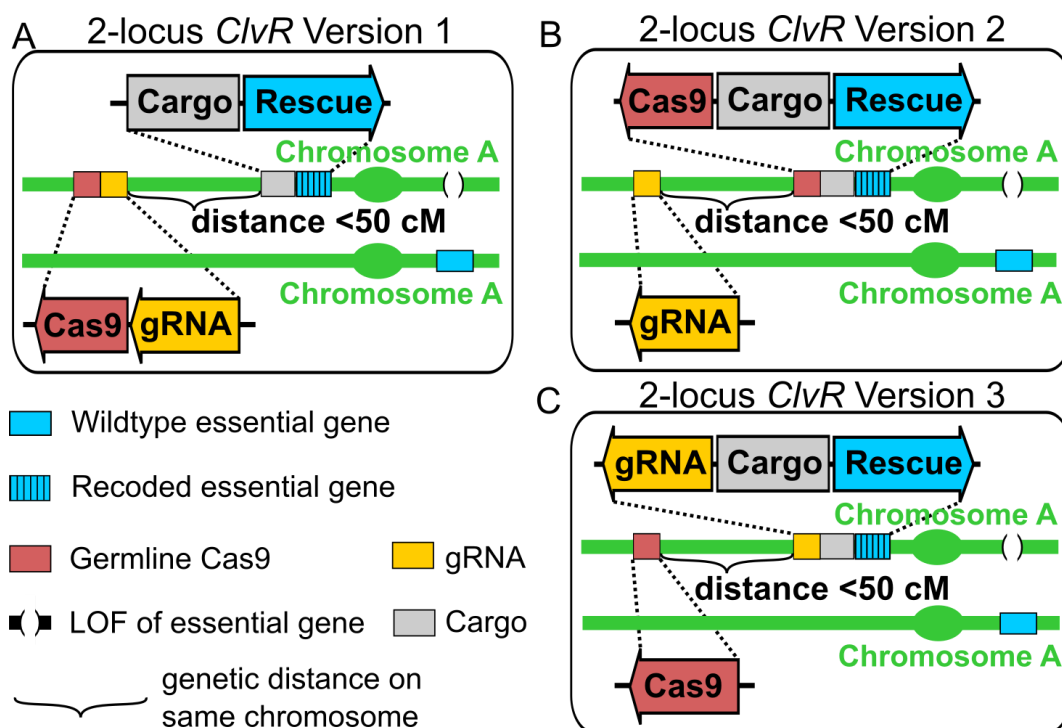 A
2-locus ClvR Version 1
Cargo Rescue
Chromosome A
distance <50 cM
Chromosome A
Cas9 gRNA
B
2-locus ClvR Version 2
Cas9 Cargo Rescue
Chromosome A
distance <50 cM
Chromosome A
gRNA
C
2-locus ClvR Version 3
gRNA Cargo Rescue
Chromosome A
distance <50 cM
Chromosome A
Cas9
Wildtype essential gene
Recoded essential gene
Germline Cas9
gRNA
( ) LOF of essential gene
Cargo
genetic distance on
same chromosome